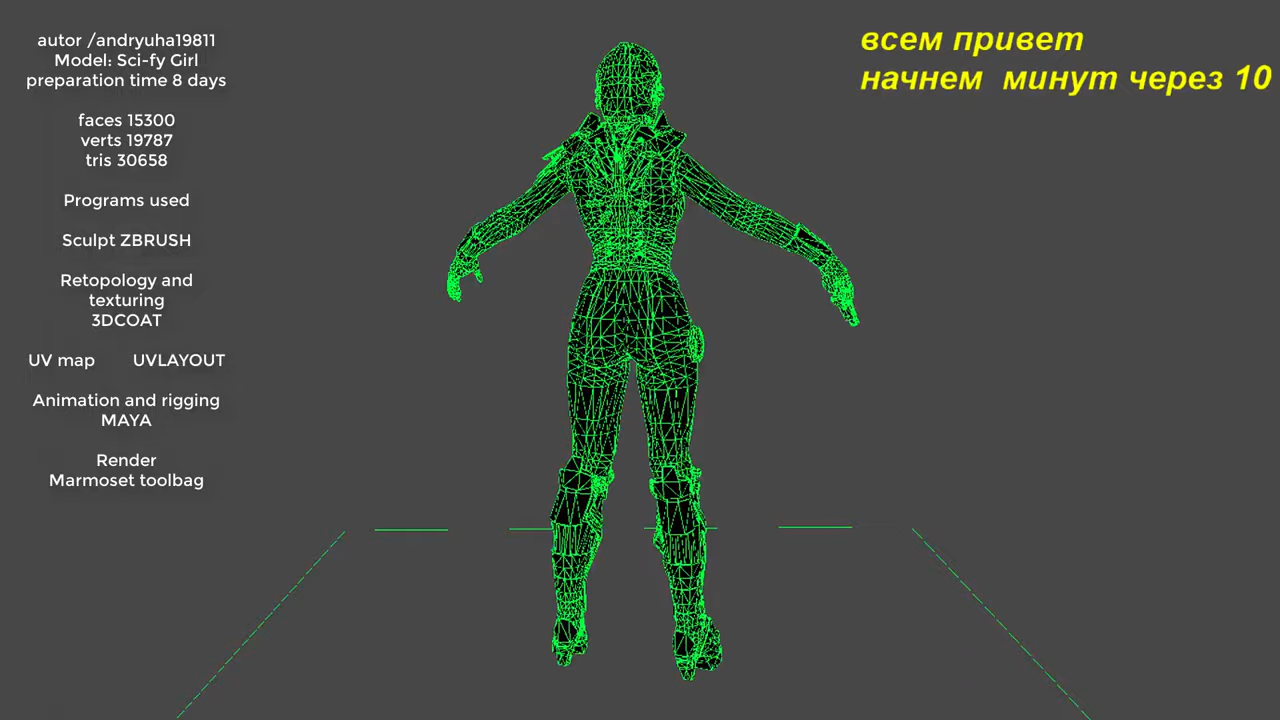 autor /andryuha19811
Model: Sci-fy Girl
preparation time 8 days
faces 15300
verts 19787
tris 30658
Programs used
Sculpt ZBRUSH
Retopology and
texturing
3DCOAT
UV map UVLAYOUT
Animation and rigging
MAYA
Render
Marmoset toolbag
всем привет
начнем минут через 10